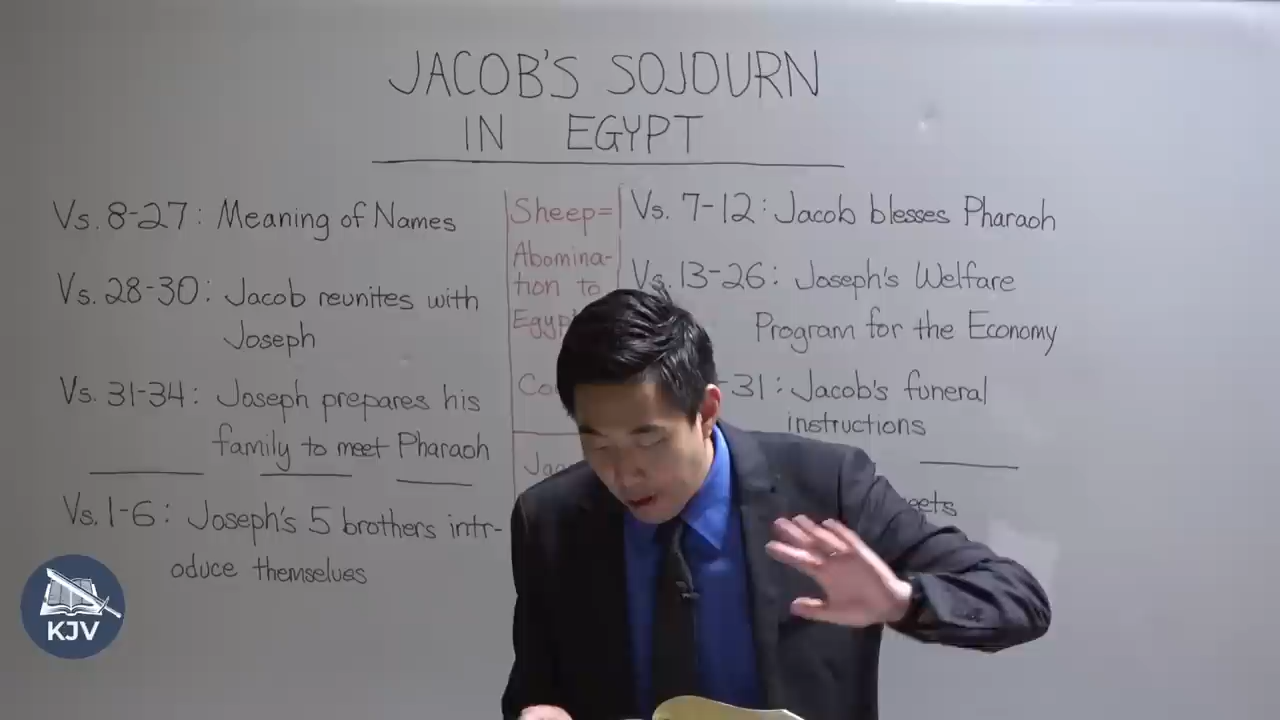 JACOB'S SOJOURN
IN EGYPT
Vs. 8-27: Meaning of Names
Vs. 28-30: Jacob reunites with
Joseph
Vs. 31-34: Joseph prepares his
family to meet Pharaoh
Vs. 1-6: Joseph's 5 brothers intr-
oduce themselves
Sheep=
Abomina-
tion to
Vs. 7-12: Jacob blesses Pharaoh
Vs. 13-26: Joseph's Welfare
Program for the Economy
-31: Jacob's funeral
instructions
KJV